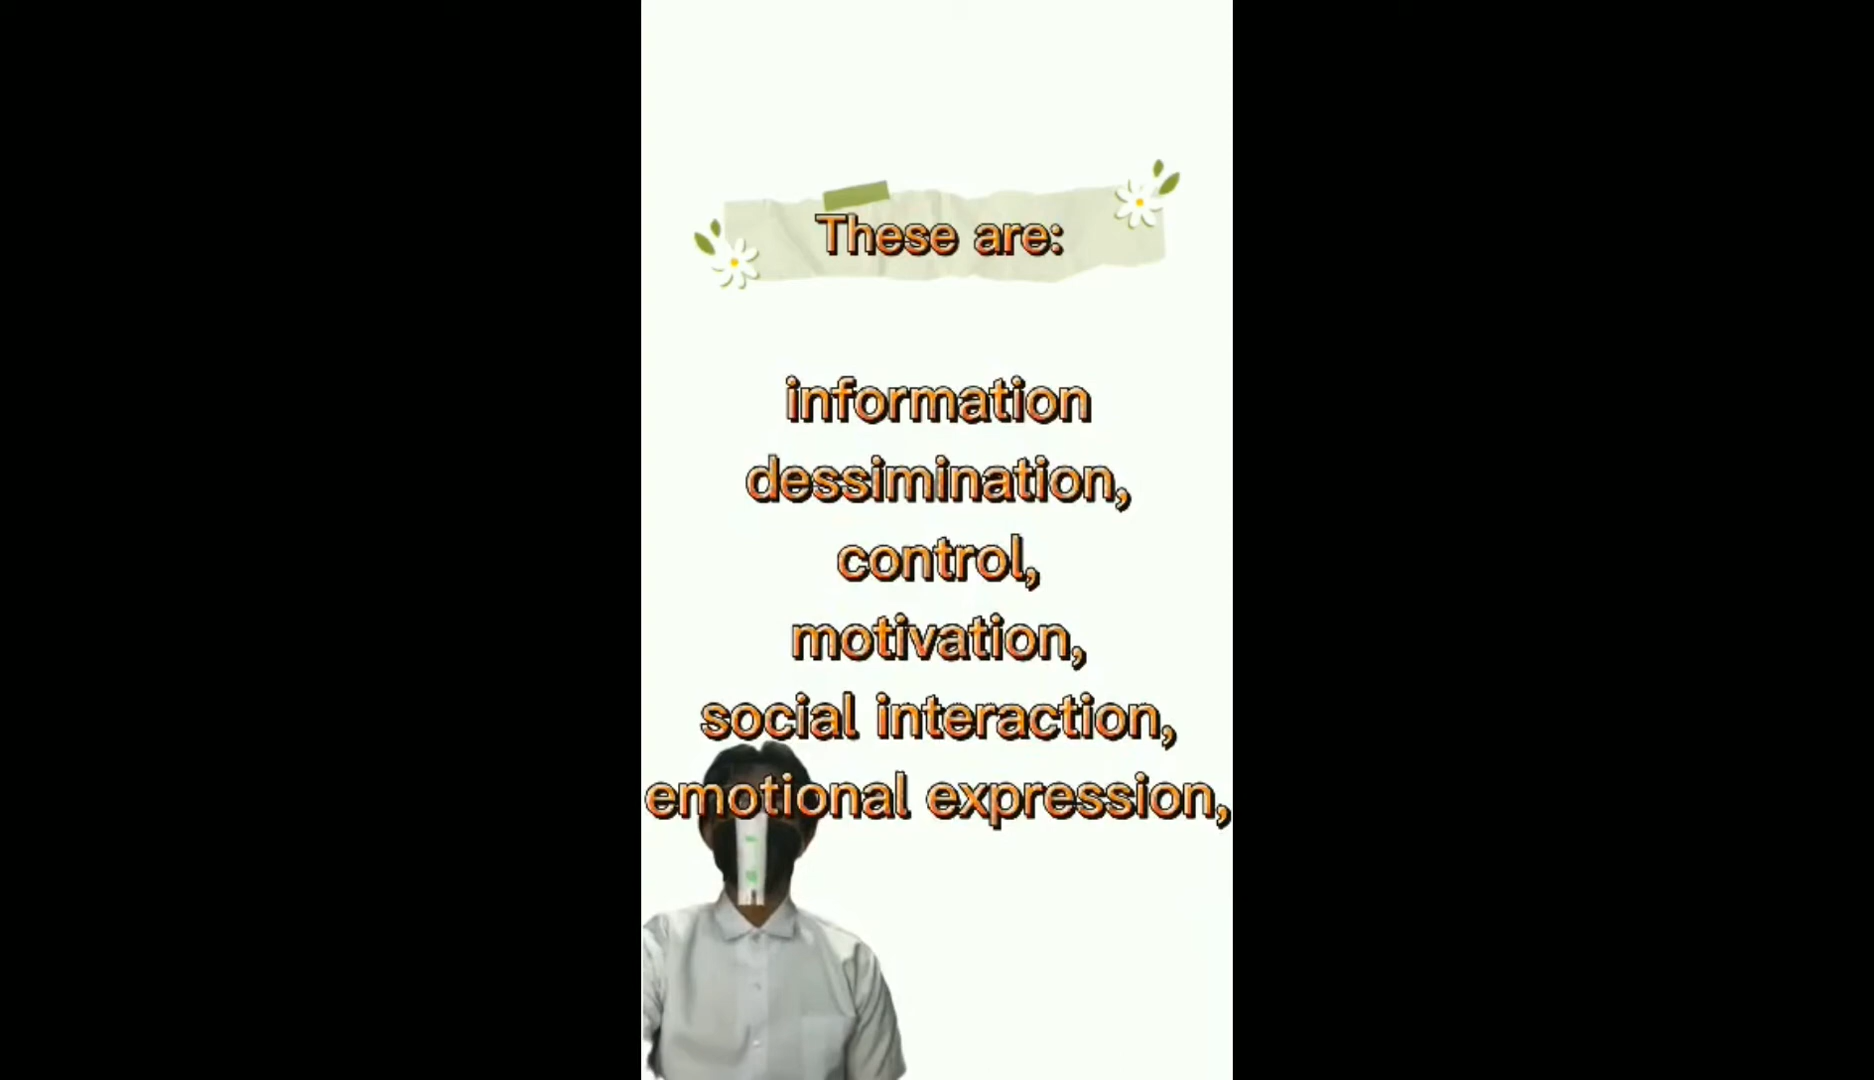 These are:
information
dessimination,
control,
motivation,
social interaction,
emotional expression,